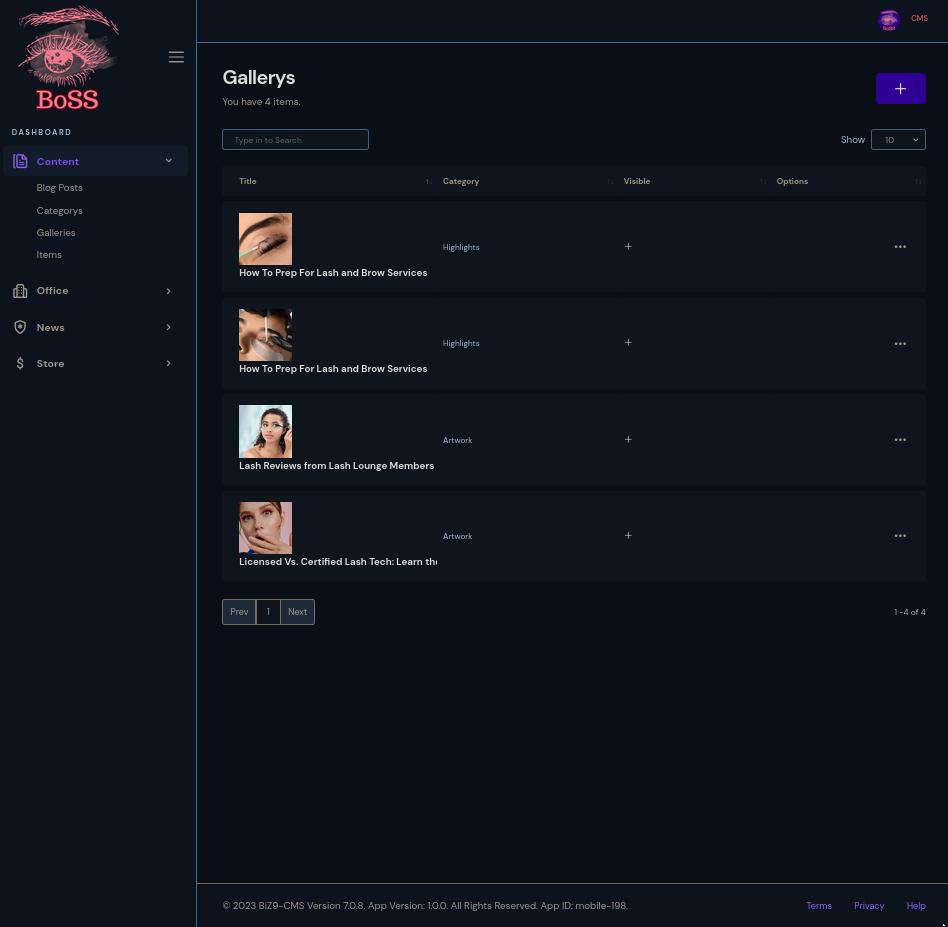 BoSS
DASHBOARD
Content
Blog Posts
Categorys
Galleries
Items
Office
News
Store
CMS
Gallerys
You have 4 items.
Type in to Search
Show 10
Title Category Visible Options
Highlights
How To Prep For Lash and Brow Services
Highlights
How To Prep For Lash and Brow Services
Artwork
Lash Reviews from Lash Lounge Members
Artwork
Licensed Vs. Certified Lash Tech: Learn the
Prev 1 Next
1 -4 of 4
© 2023 BiZ9-CMS Version 7.0.8. App Version: 1.0.0. All Rights Reserved. App ID: mobile-198.
Terms Privacy Help